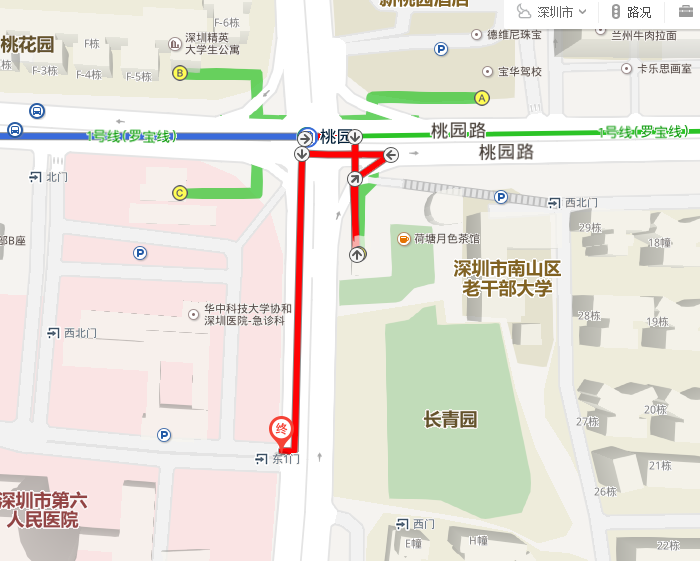 新桃园酒店
深圳市
路况
F-6栋
德维尼珠宝
兰州牛肉拉面
桃花园
F栋
深圳精英
大学生公寓
P
F-3栋
F-4栋
F-5栋
B
宝华驾校
卡乐思画室
A
1号线(罗宝线)
桃园
桃园路
1号线(罗宝线)
桃园路
北门
C
P
西北门
29栋
部B座
P
荷塘月色茶馆
18幢
深圳市南山区
老干部大学
华中科技大学协和
深圳医院-急诊科
28栋
19栋
西北门
长青园
20栋
终
27栋
P
东1门
21栋
深圳市第六
人民医院
26栋
西门
E幢
H幢
22栋